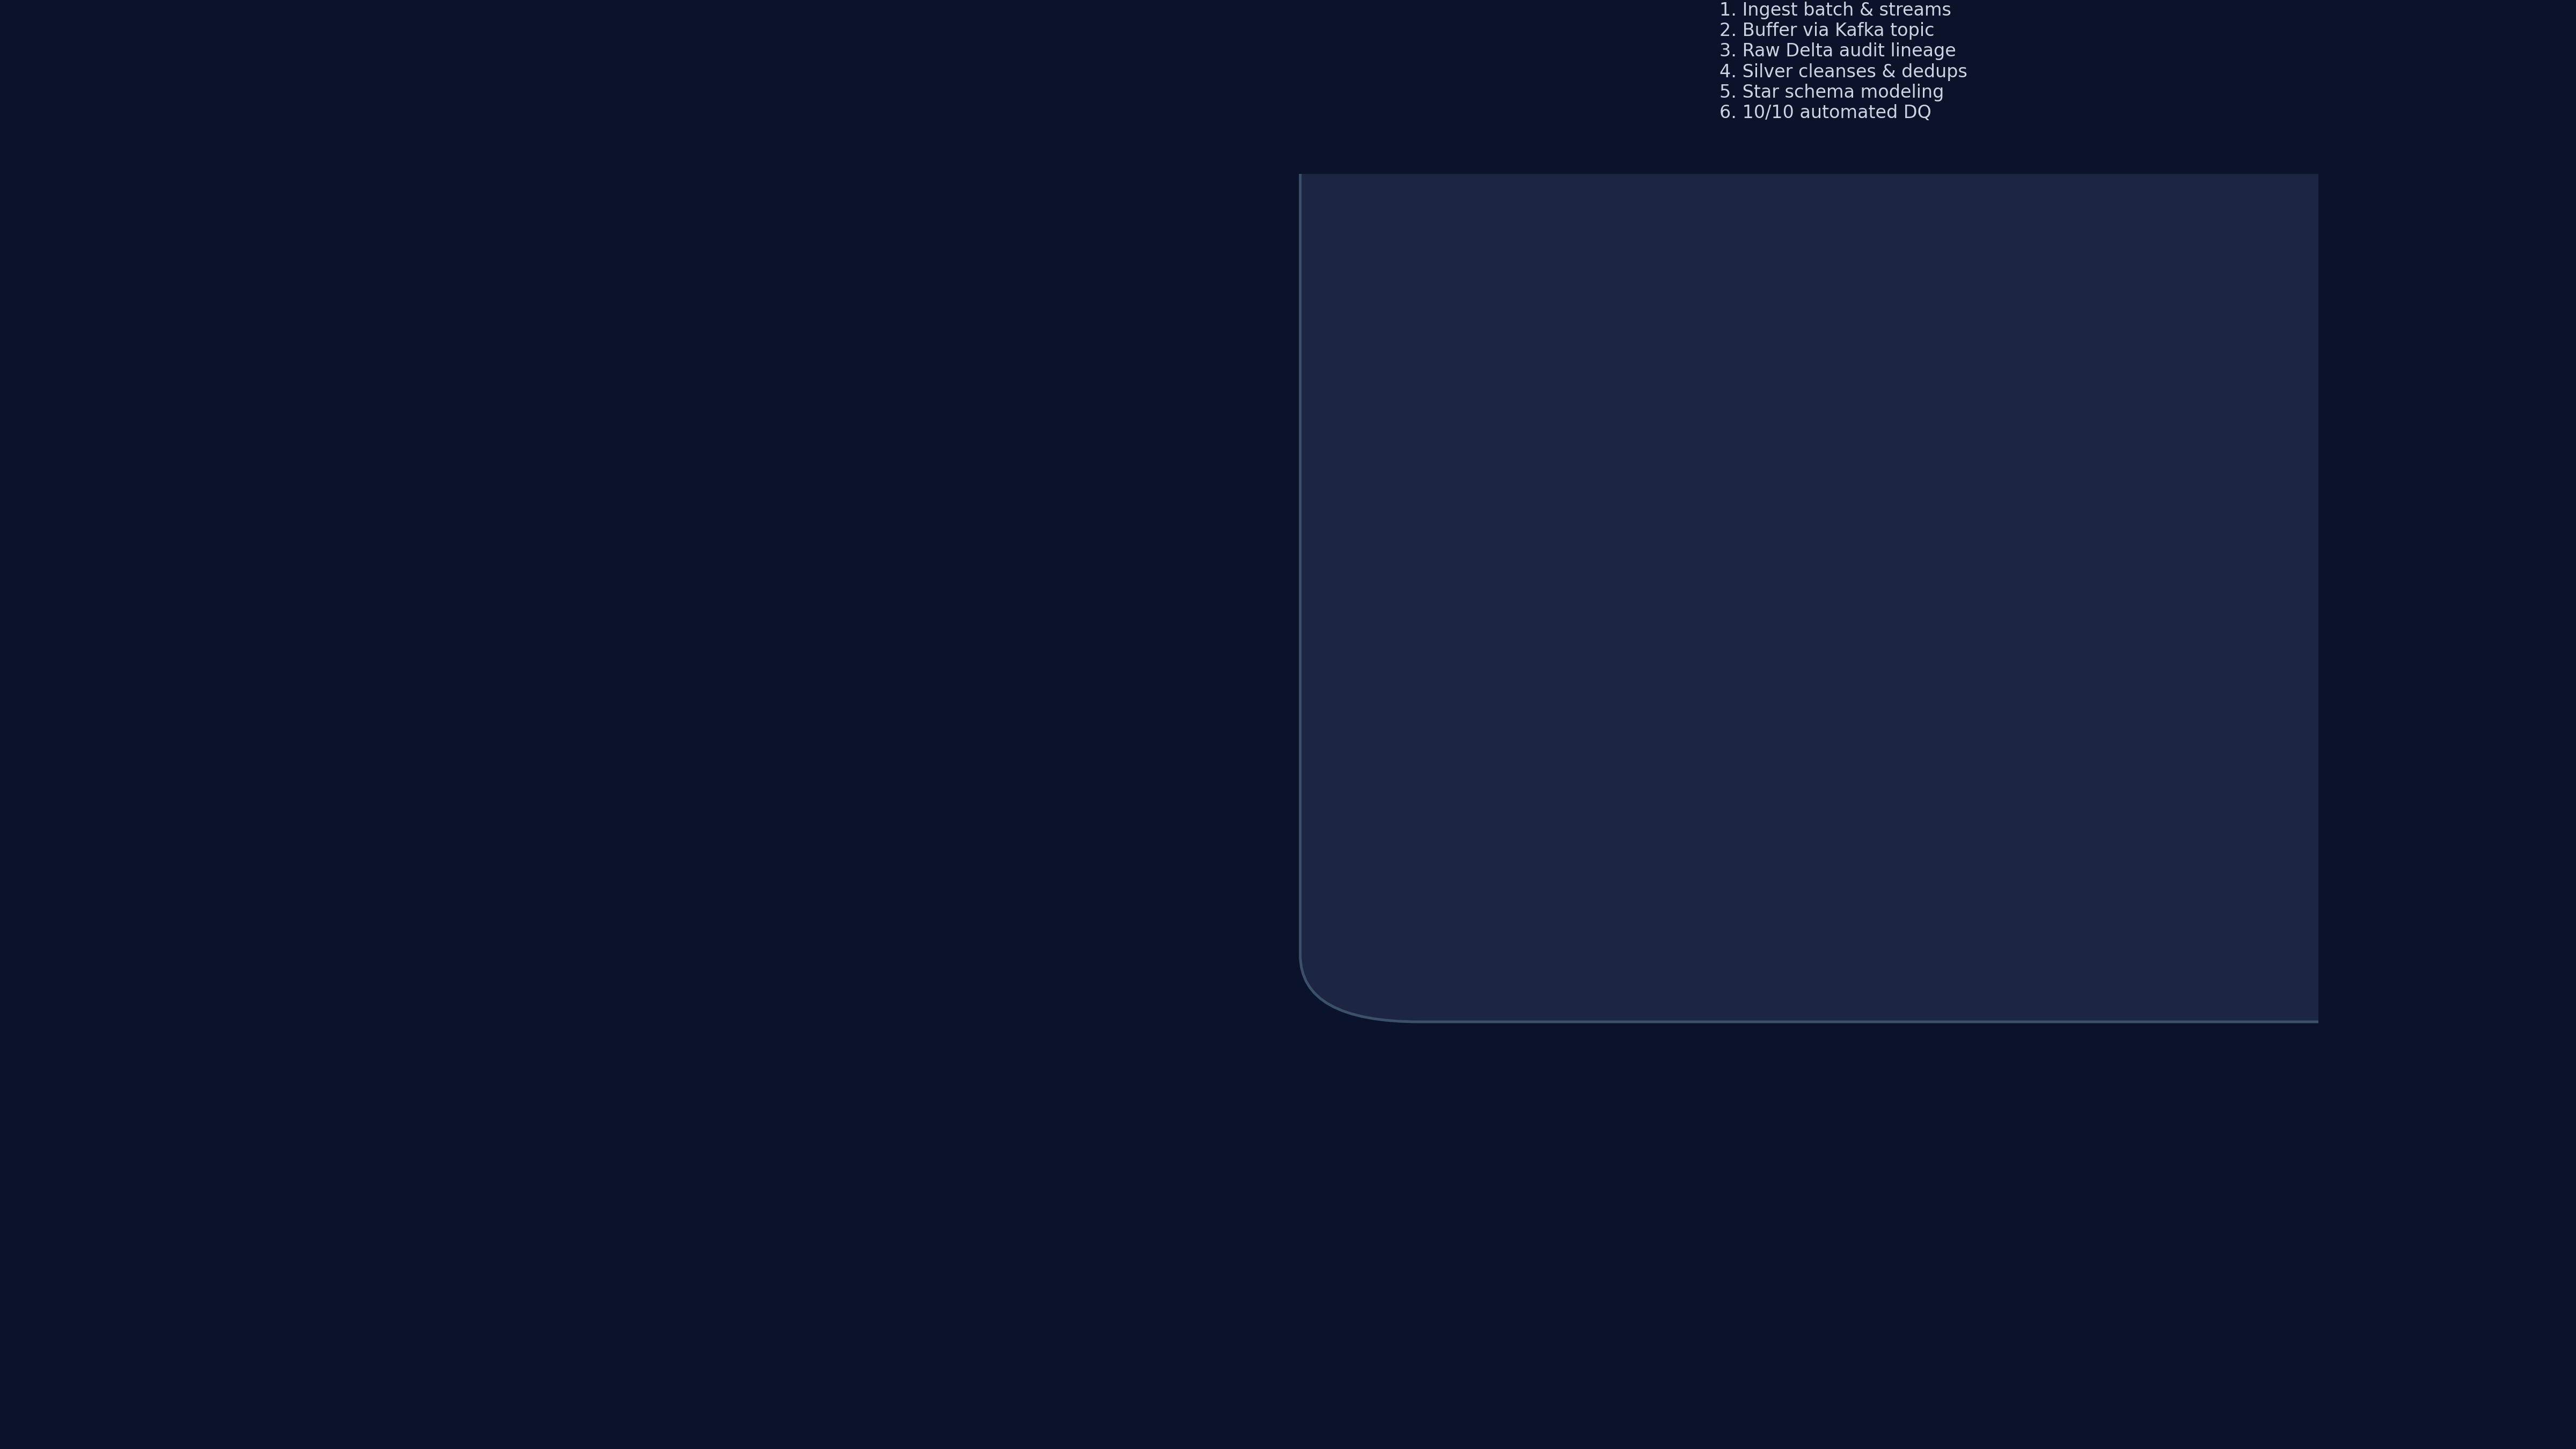 1. Ingest batch & streams
2. Buffer via Kafka topic
3. Raw Delta audit lineage
4. Silver cleanses & dedups
5. Star schema modeling
6. 10/10 automated DQ